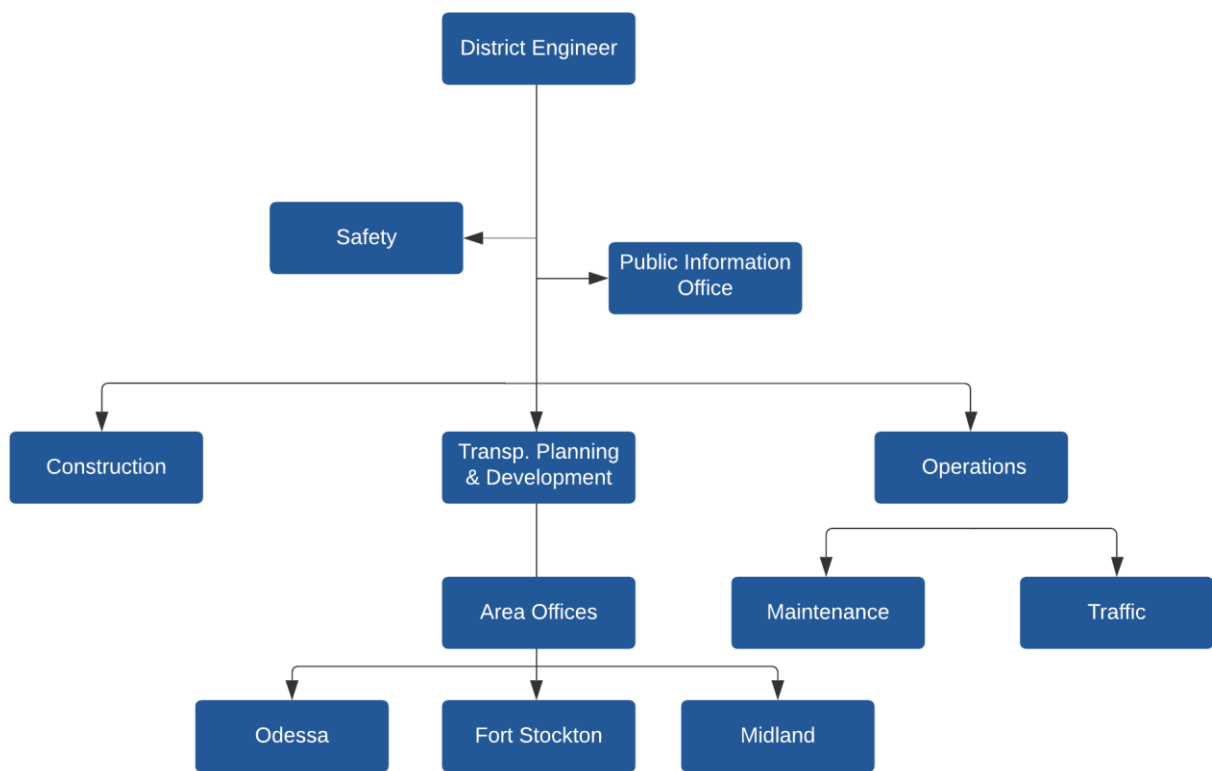 District Engineer
Safety
Public Information
Office
Construction
Transp. Planning
& Development
Operations
Area Offices
Maintenance
Traffic
Odessa
Fort Stockton
Midland